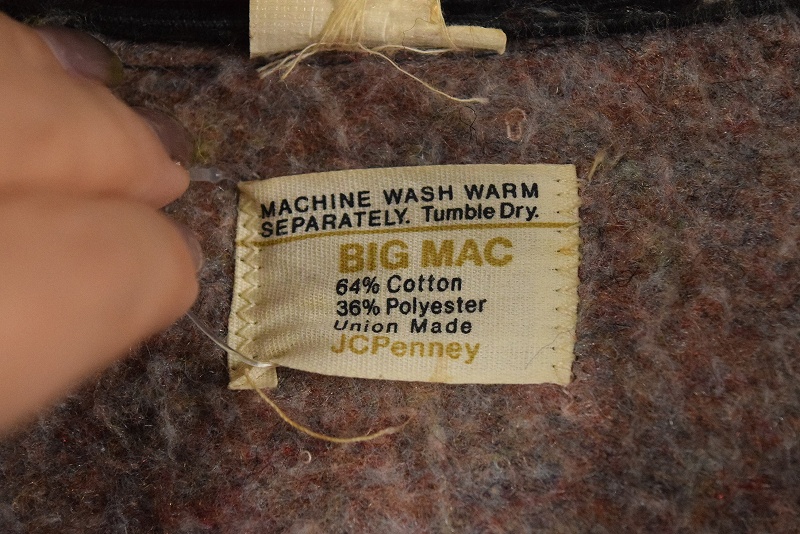 MACHINE WASH WARM
SEPARATELY. Tumble Dry.
BIG MAC
64% Cotton
36% Polyester
Union Made
JCPenney